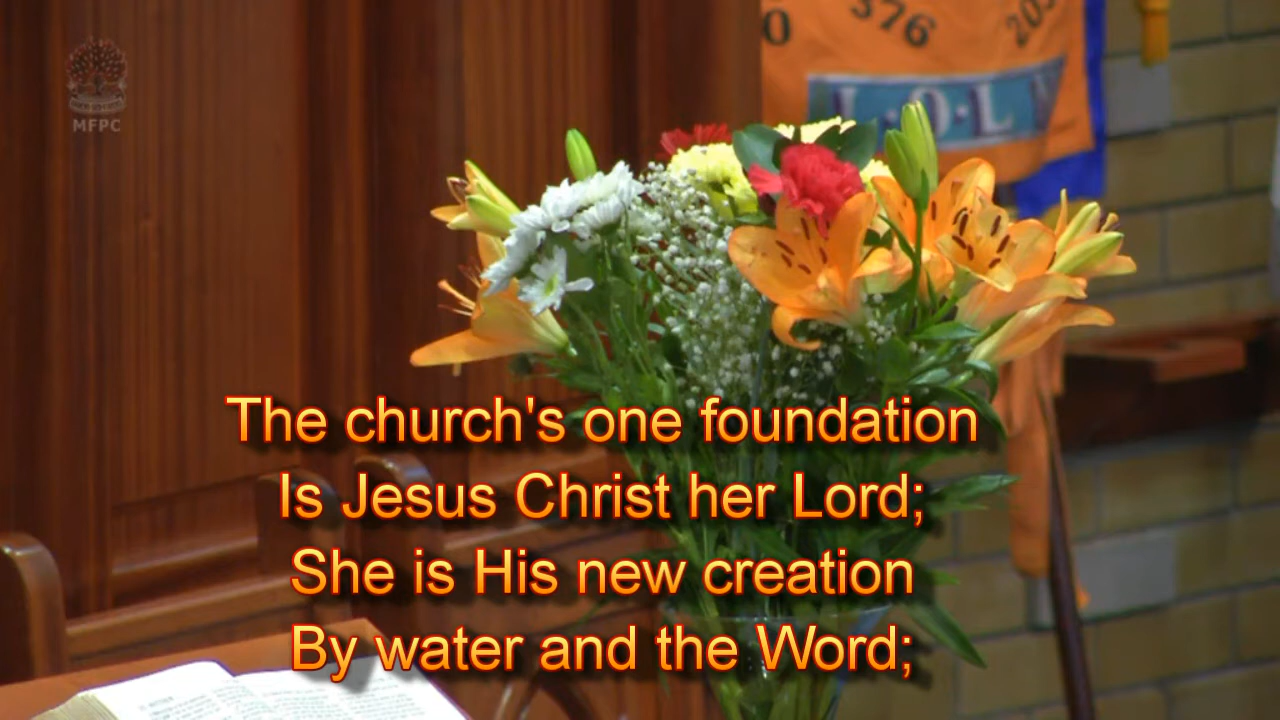 376
L·O·L
MFPC
The church's one foundation
Is Jesus Christ her Lord;
She is His new creation
By water and the Word;